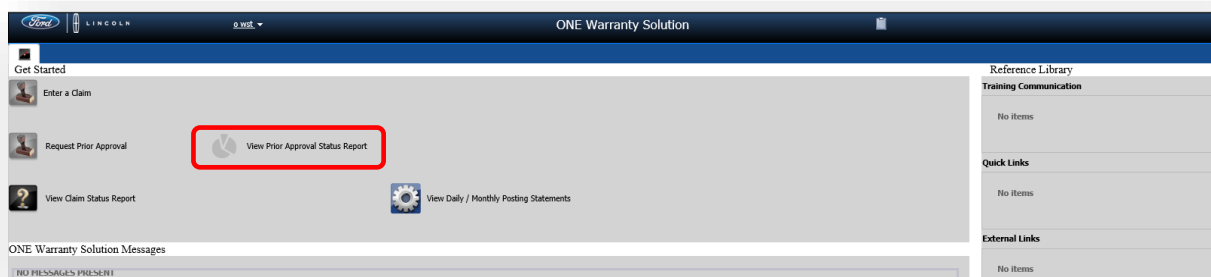 Ford LINCOLN o wst ONE Warranty Solution
Get Started
Enter a Claim
Request Prior Approval View Prior Approval Status Report
View Claim Status Report View Daily / Monthly Posting Statements
ONE Warranty Solution Messages
NO MESSAGES PRESENT
Reference Library
Training Communication
No items
Quick Links
No items
External Links
No items